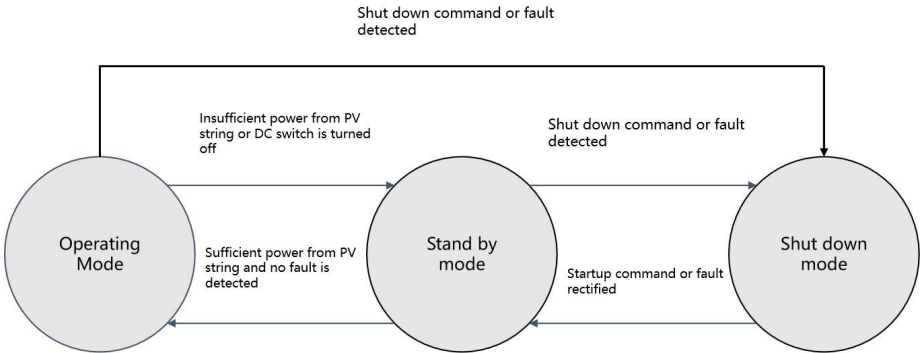 Shut down command or fault
detected
Insufficient power from PV
string or DC switch is turned
off
Shut down command or fault
detected
Operating
Mode
Sufficient power from PV
string and no fault is
detected
Stand by
mode
Startup command or fault
rectified
Shut down
mode